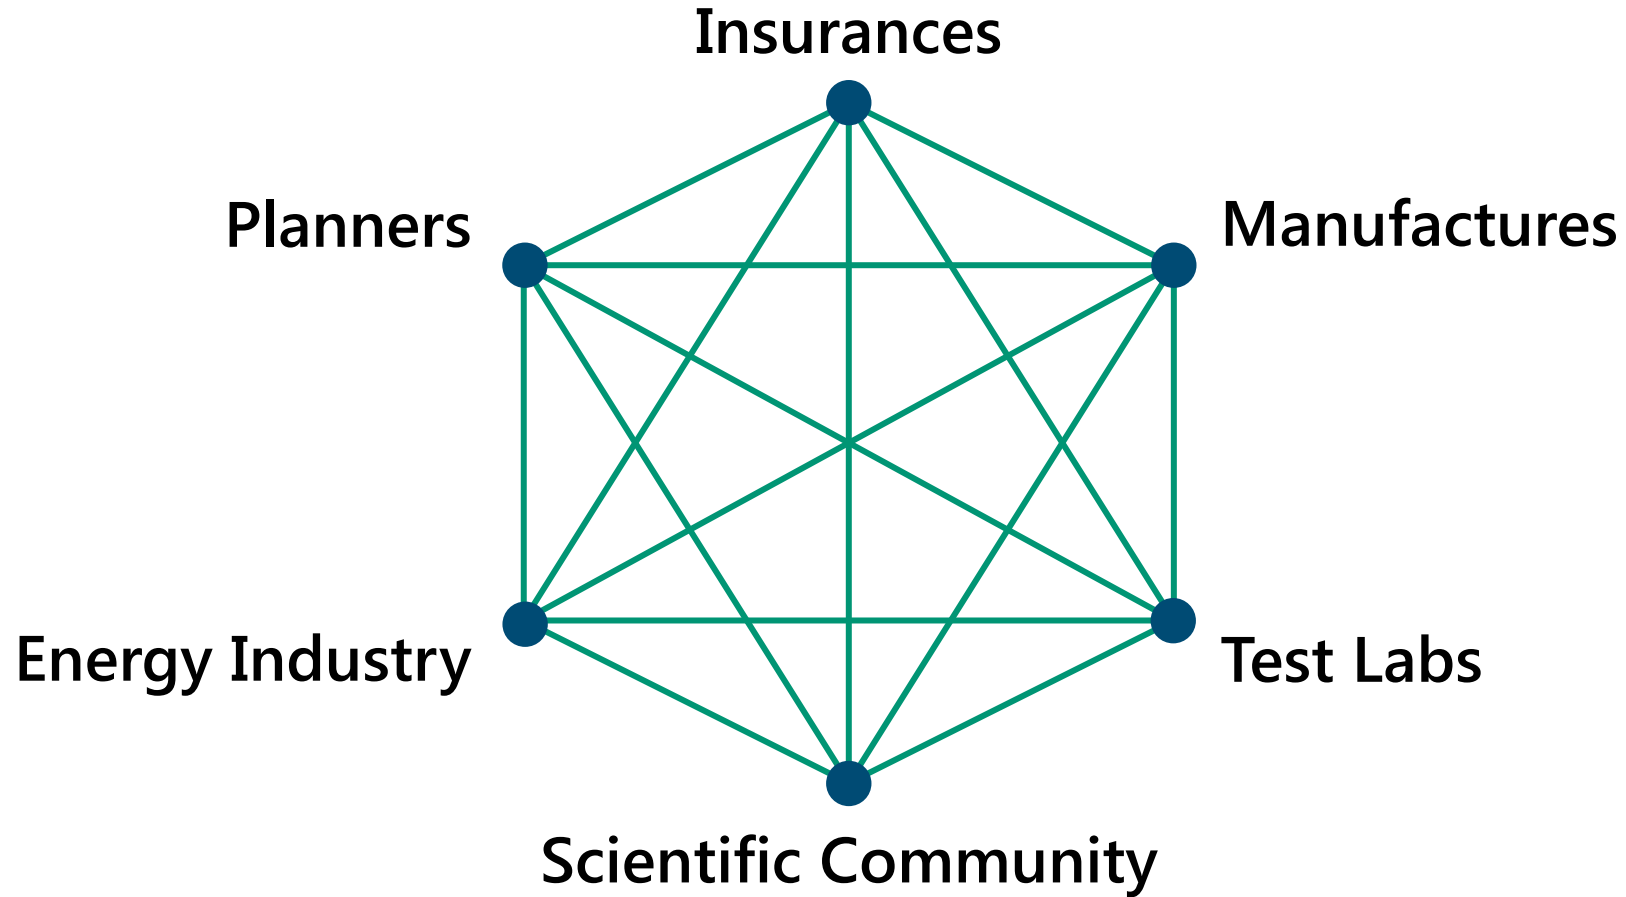 Insurances
Planners
Manufactures
Energy Industry
Test Labs
Scientific Community